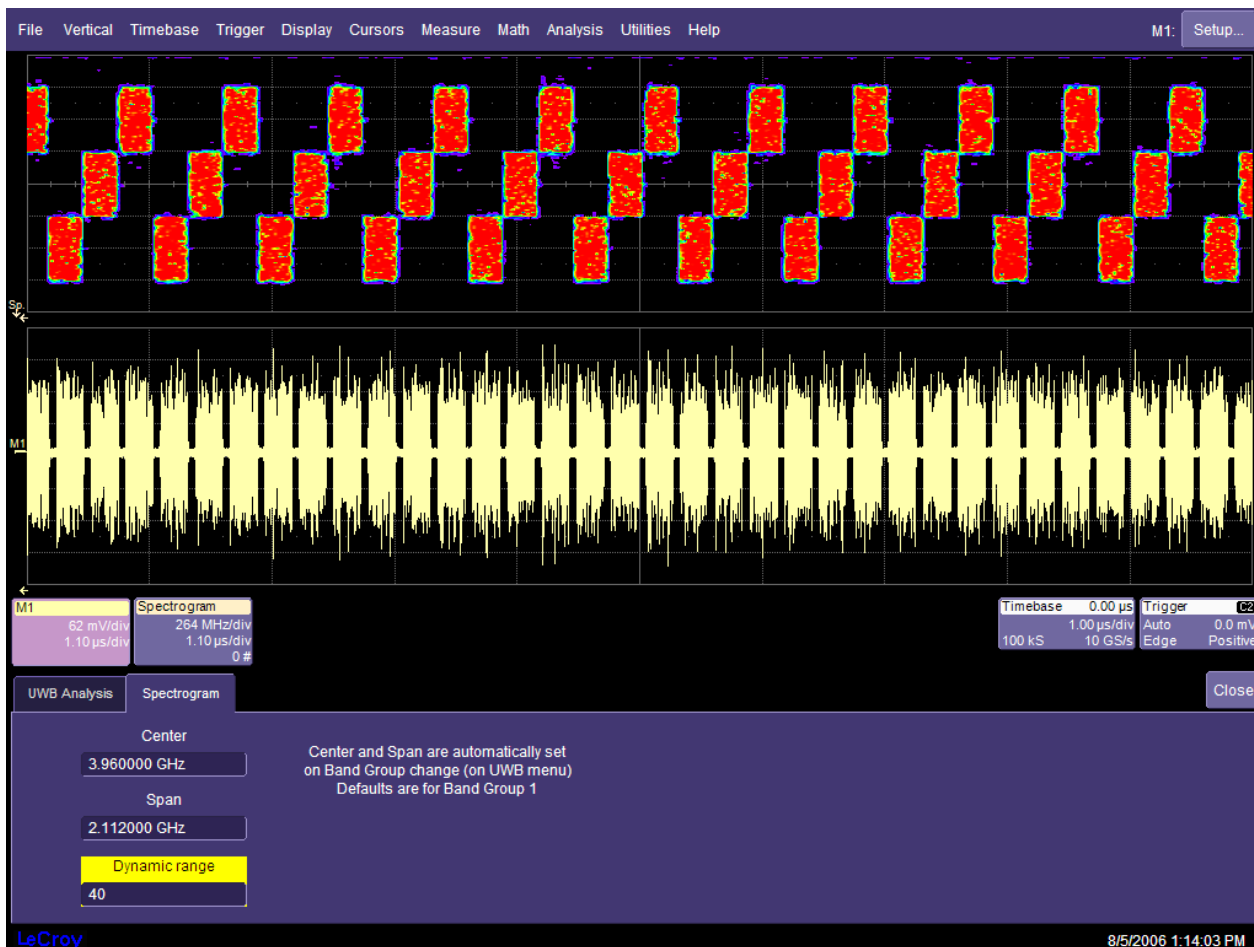 File Vertical Timebase Trigger Display Cursors Measure Math Analysis Utilities Help M1: Setup...
Sp.
M1
M1
62 mV/div
1.10 µs/div
Spectrogram
264 MHz/div
1.10 µs/div
0 #
Timebase 0.00 µs
1.00 µs/div
100 kS 10 GS/s
Trigger C2
Auto 0.0 mV
Edge Positive
UWB Analysis Spectrogram Close
Center
3.960000 GHz
Span
2.112000 GHz
Dynamic range
40
Center and Span are automatically set
on Band Group change (on UWB menu)
Defaults are for Band Group 1
LeCroy 8/5/2006 1:14:03 PM